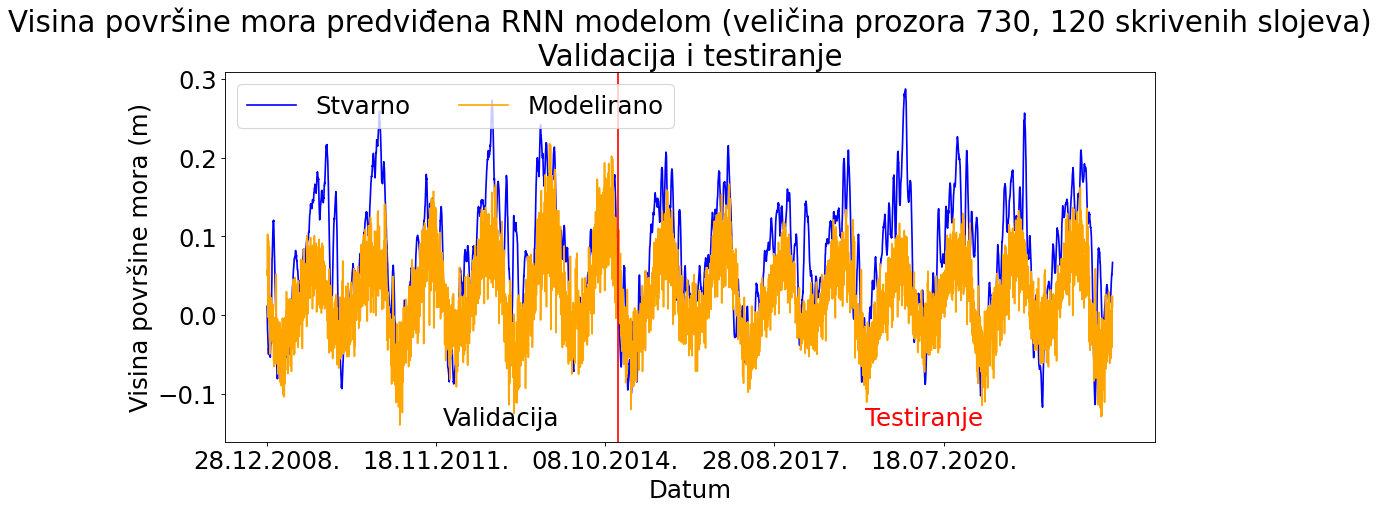 Visina površine mora predviđena RNN modelom (veličina prozora 730, 120 skrivenih slojeva)
Validacija i testiranje
Stvarno
Modelirano
Visina površine mora (m)
0.3
0.2
0.1
0.0
−0.1
Validacija
Testiranje
28.12.2008.
18.11.2011.
08.10.2014.
28.08.2017.
18.07.2020.
Datum